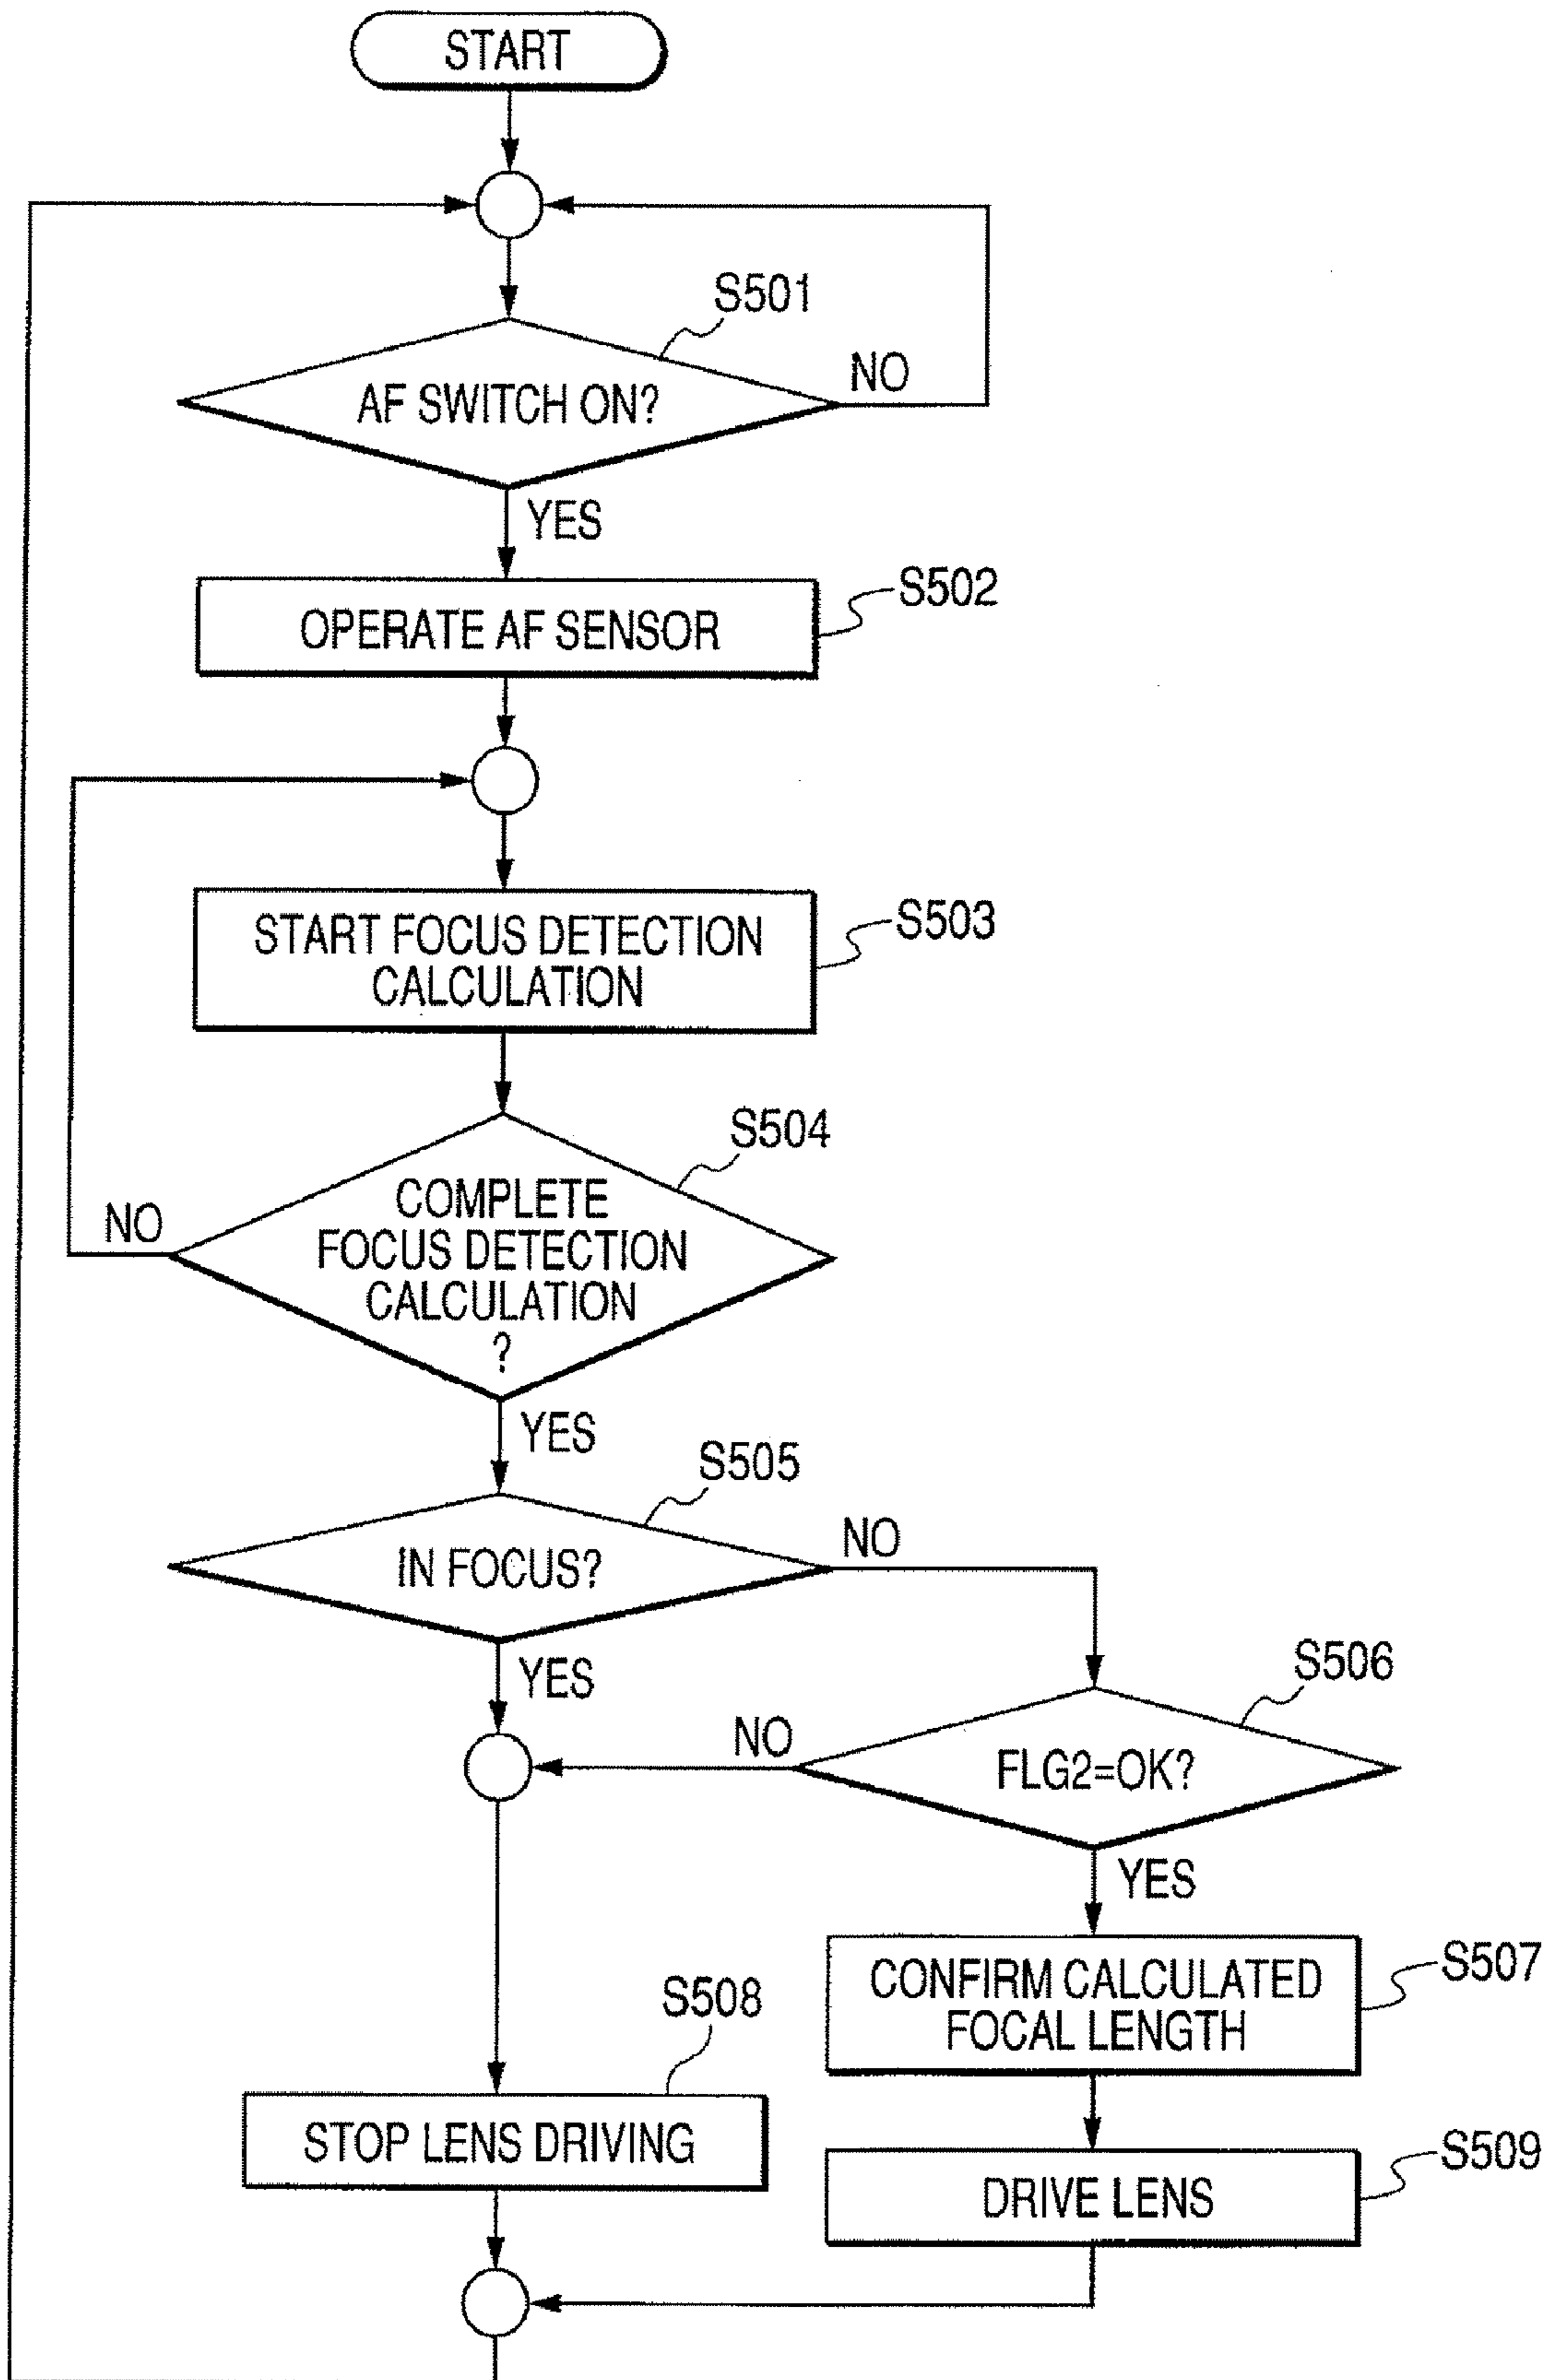 START
S501
AF SWITCH ON?
NO
YES
S502
OPERATE AF SENSOR
S503
START FOCUS DETECTION
CALCULATION
S504
COMPLETE
FOCUS DETECTION
CALCULATION
?
NO
YES
S505
IN FOCUS?
NO
YES
S506
FLG2=OK?
NO
YES
S507
CONFIRM CALCULATED
FOCAL LENGTH
S508
STOP LENS DRIVING
S509
DRIVE LENS